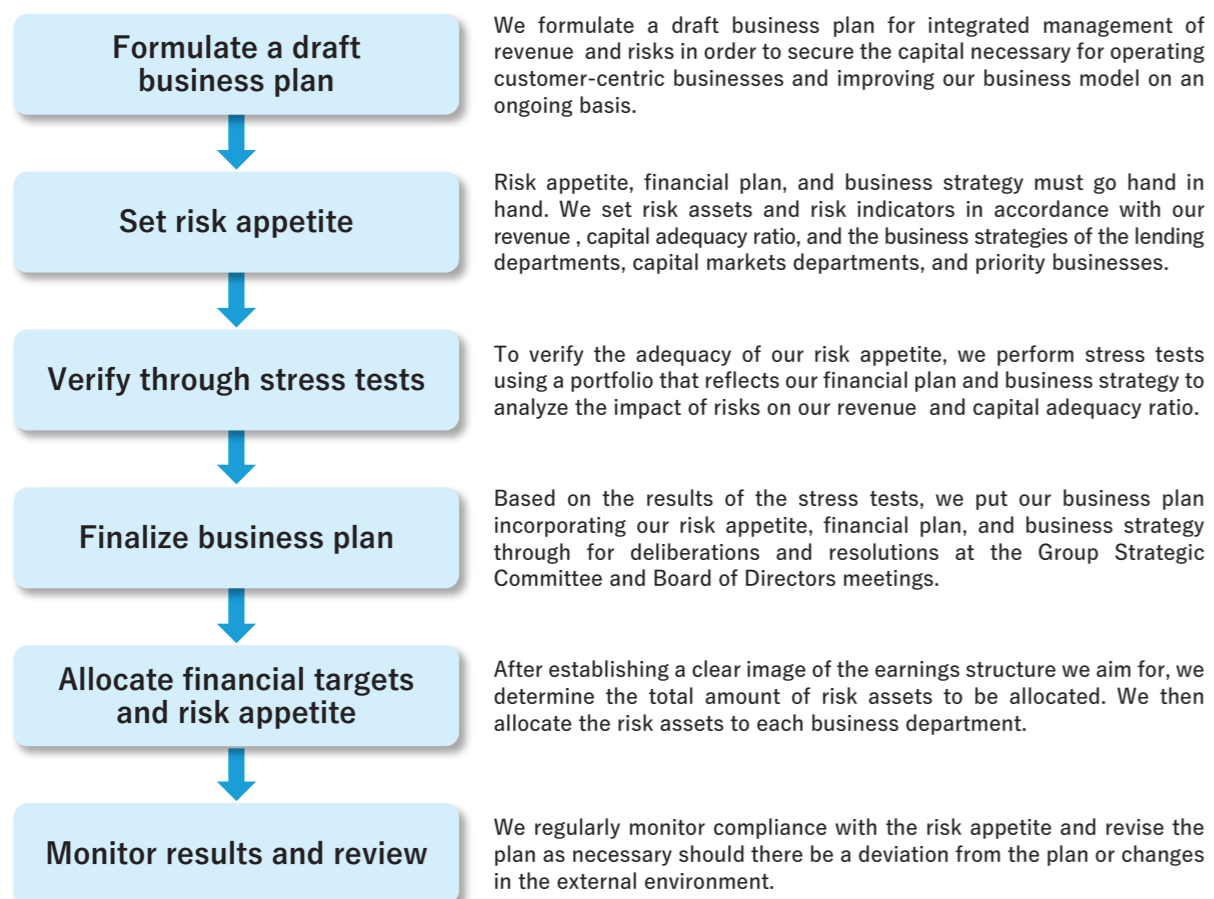 Formulate a draft
business plan
We formulate a draft business plan for integrated management of
revenue and risks in order to secure the capital necessary for operating
customer-centric businesses and improving our business model on an
ongoing basis.
Set risk appetite
Risk appetite, financial plan, and business strategy must go hand in
hand. We set risk assets and risk indicators in accordance with our
revenue , capital adequacy ratio, and the business strategies of the lending
departments, capital markets departments, and priority businesses.
Verify through stress tests
To verify the adequacy of our risk appetite, we perform stress tests
using a portfolio that reflects our financial plan and business strategy to
analyze the impact of risks on our revenue and capital adequacy ratio.
Finalize business plan
Based on the results of the stress tests, we put our business plan
incorporating our risk appetite, financial plan, and business strategy
through for deliberations and resolutions at the Group Strategic
Committee and Board of Directors meetings.
Allocate financial targets
and risk appetite
After establishing a clear image of the earnings structure we aim for, we
determine the total amount of risk assets to be allocated. We then
allocate the risk assets to each business department.
Monitor results and review
We regularly monitor compliance with the risk appetite and revise the
plan as necessary should there be a deviation from the plan or changes
in the external environment.